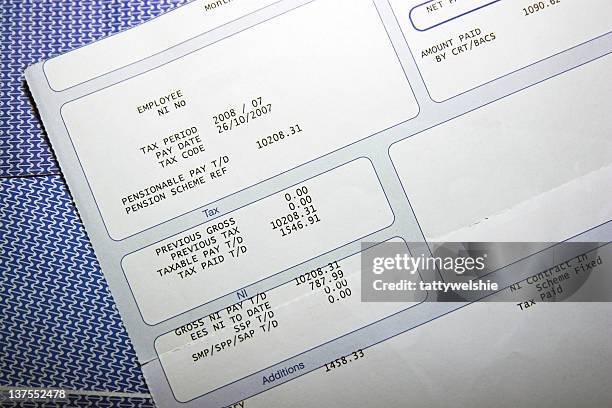 MONTH
NET P
1090.62
AMOUNT PAID
BY CRT/BACS
EMPLOYEE
NI NO
TAX PERIOD 2008 / 07
PAY DATE 26/10/2007
TAX CODE
PENSIONABLE PAY T/D 10208.31
PENSION SCHEME REF
Tax
PREVIOUS GROSS 0.00
PREVIOUS TAX 0.00
TAXABLE PAY T/D 10208.31
TAX PAID T/D 1546.91
NI
GROSS NI PAY T/D 10208.31
EES NI TO DATE 787.99
SSP T/D 0.00
SMP/SPP/SAP T/D 0.00
Additions
1458.33
NI Contract In
Scheme Fixed
Tax Paid
gettyimages
Credit: tattywelshie
137552478